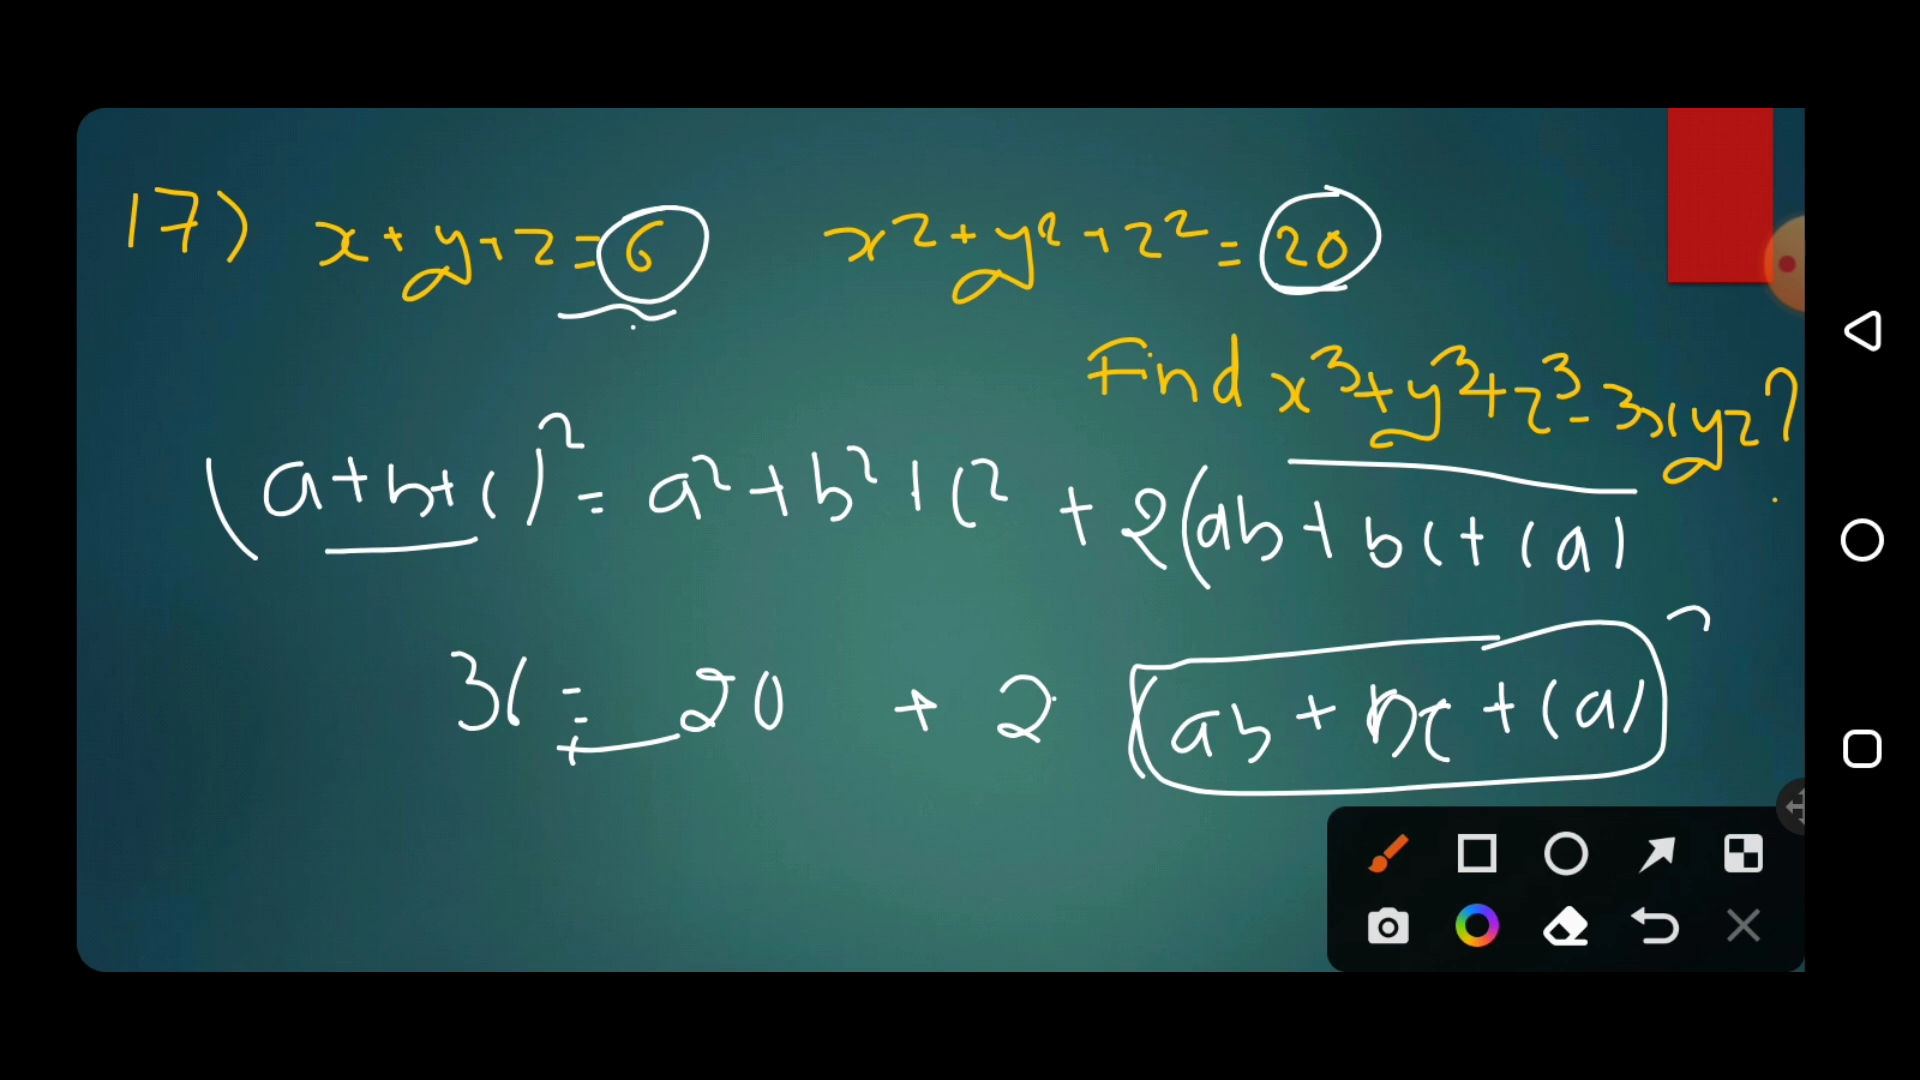 17) x+y+z=6 x²+y²+z²=20
Find x³+y³+z³-3xyz?
(a+b+c)²=a²+b²+c²+2(ab+bc+ca)
36=20+2(ab+bc+ca)